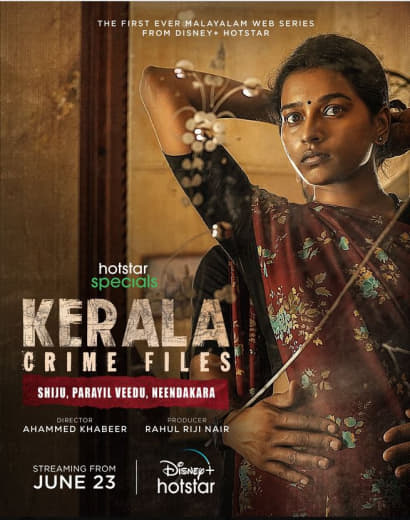 THE FIRST EVER MALAYALAM WEB SERIES
FROM DISNEY+ HOTSTAR
hotstar
specials
KERALA
CRIME FILES
SHIJU, PARAYIL VEEDU, NEENDAKARA
DIRECTOR
AHAMMED KHABEER
PRODUCER
RAHUL RIJI NAIR
STREAMING FROM
JUNE 23
Disney+
hotstar